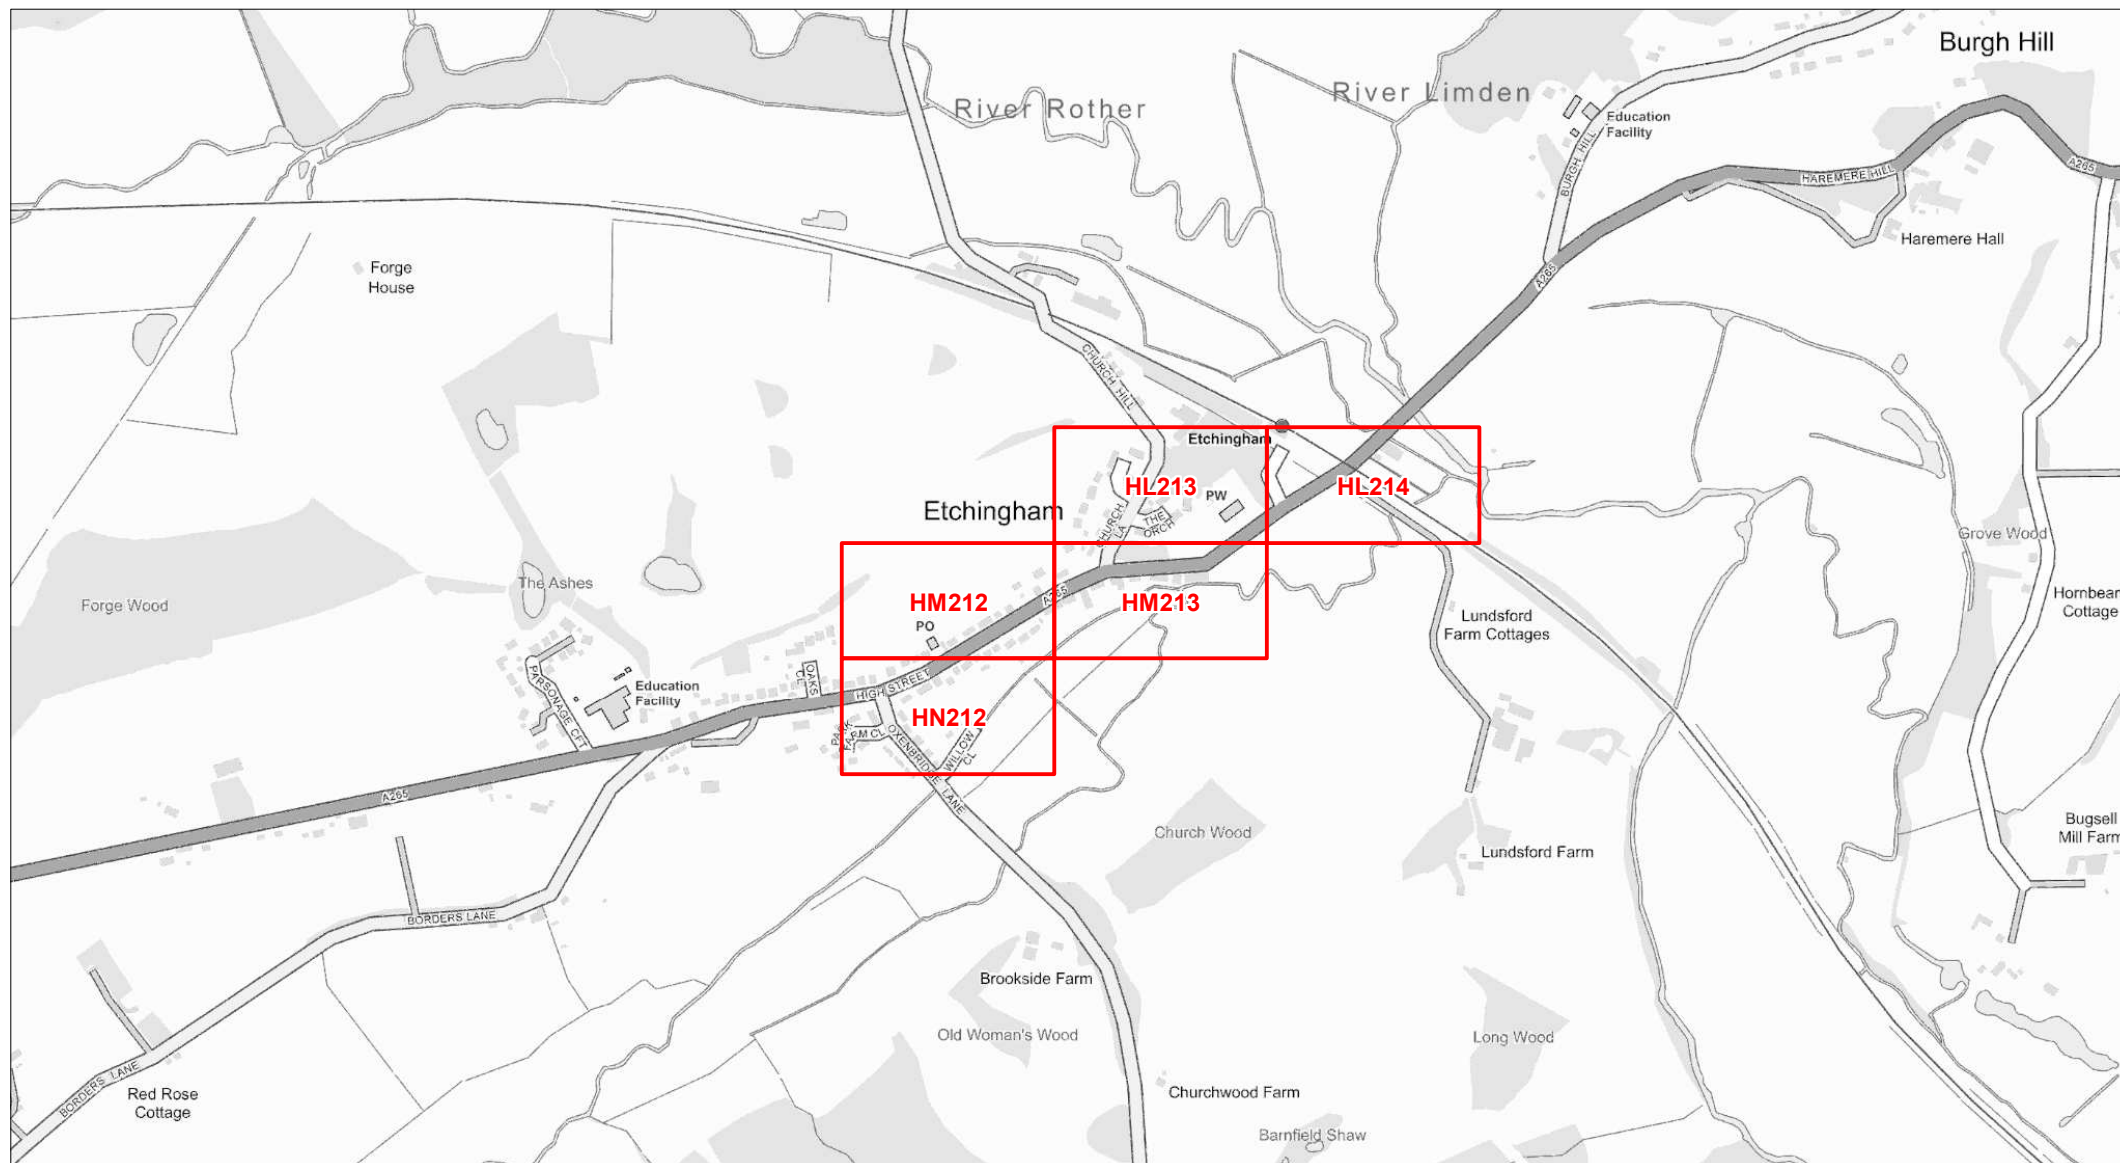 Burgh Hill
River Limden
River Rother
Education
Facility
BURGH HILL
HAREMERE HILL
A265
Haremere Hall
A265
Forge
House
CHURCH HILL
Etchingham
HL213
HL214
PW
Etchingham
CHURCH
LA
THE
ORCH
Grove Wood
The Ashes
Forge Wood
HM212
A265
HM213
PO
Lundsford
Farm Cottages
Cottage
OAKS
CL
HIGH STREET
PARSONAGE CFT
Education
Facility
HN212
PARK
FARM CL
OXENBRIDGE LANE
WILLOW
CL
A265
Church Wood
Bugsell
Mill Farm
Lundsford Farm
BORDERS LANE
Brookside Farm
Old Woman's Wood
Long Wood
BORDERS LANE
Red Rose
Cottage
Churchwood Farm
Barnfield Shaw